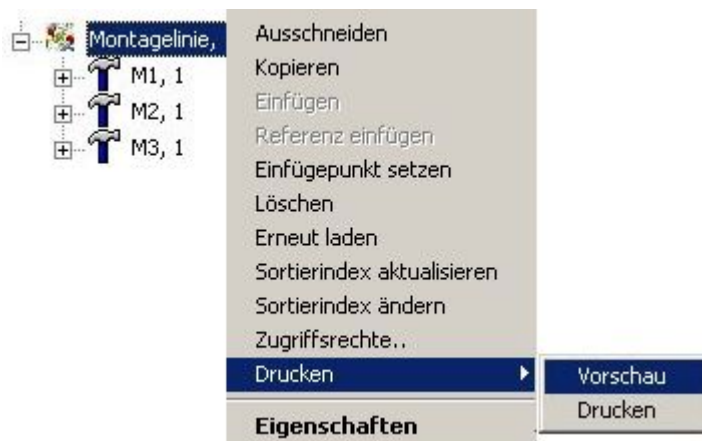 Montagelinie,
M1, 1
M2, 1
M3, 1
Ausschneiden
Kopieren
Einfügen
Referenz einfügen
Einfügepunkt setzen
Löschen
Erneut laden
Sortierindex aktualisieren
Sortierindex ändern
Zugriffsrechte..
Drucken
Eigenschaften
Vorschau
Drucken